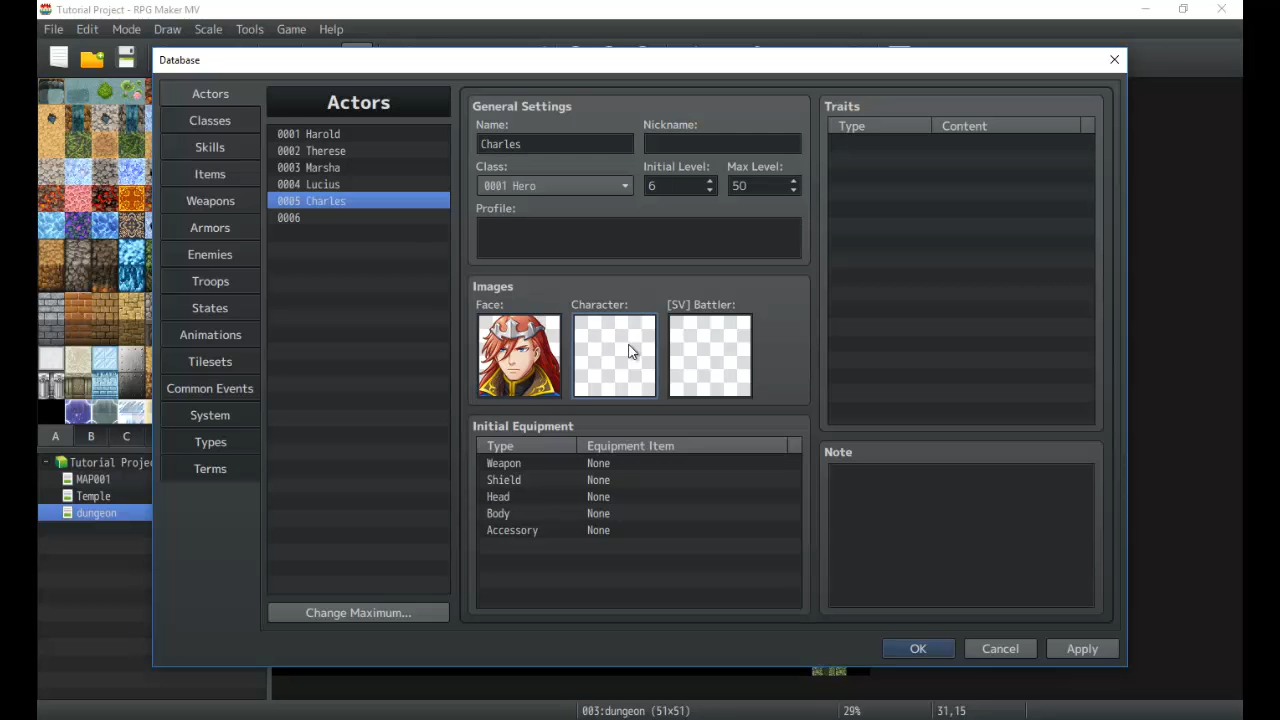 Tutorial Project - RPG Maker MV
File Edit Mode Draw Scale Tools Game Help
Database
Actors
Classes
Skills
Items
Weapons
Armors
Enemies
Troops
States
Animations
Tilesets
Common Events
System
Types
Terms
Actors
0001 Harold
0002 Therese
0003 Marsha
0004 Lucius
0005 Charles
0006
Change Maximum...
General Settings
Name: Nickname:
Charles
Class: Initial Level: Max Level:
0001 Hero 6 50
Profile:
Images
Face: Character: [SV] Battler:
Initial Equipment
Type Equipment Item
Weapon None
Shield None
Head None
Body None
Accessory None
Traits
Type Content
Note
OK Cancel Apply
A B C
Tutorial Projec
MAP001
Temple
dungeon
003:dungeon (51×51) 29% 31,15